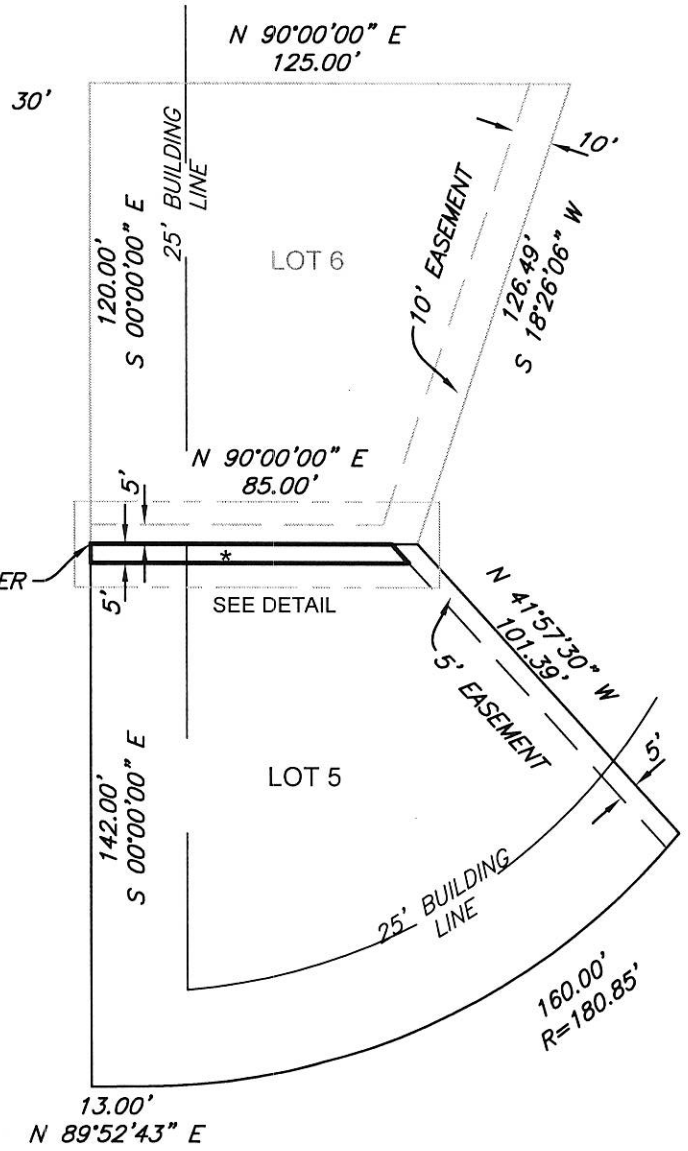 N 90°00'00" E
125.00'
30'
10'
25' BUILDING
LINE
120.00'
S 00°00'00" E
LOT 6
10' EASEMENT
126.49'
S 18°26'06" W
N 90°00'00" E
85.00'
5'
*
ER
5'
SEE DETAIL
N 41°57'30" W
101.39'
5' EASEMENT
5'
LOT 5
142.00'
S 00°00'00" E
25' BUILDING
LINE
160.00'
R=180.85'
13.00'
N 89°52'43" E